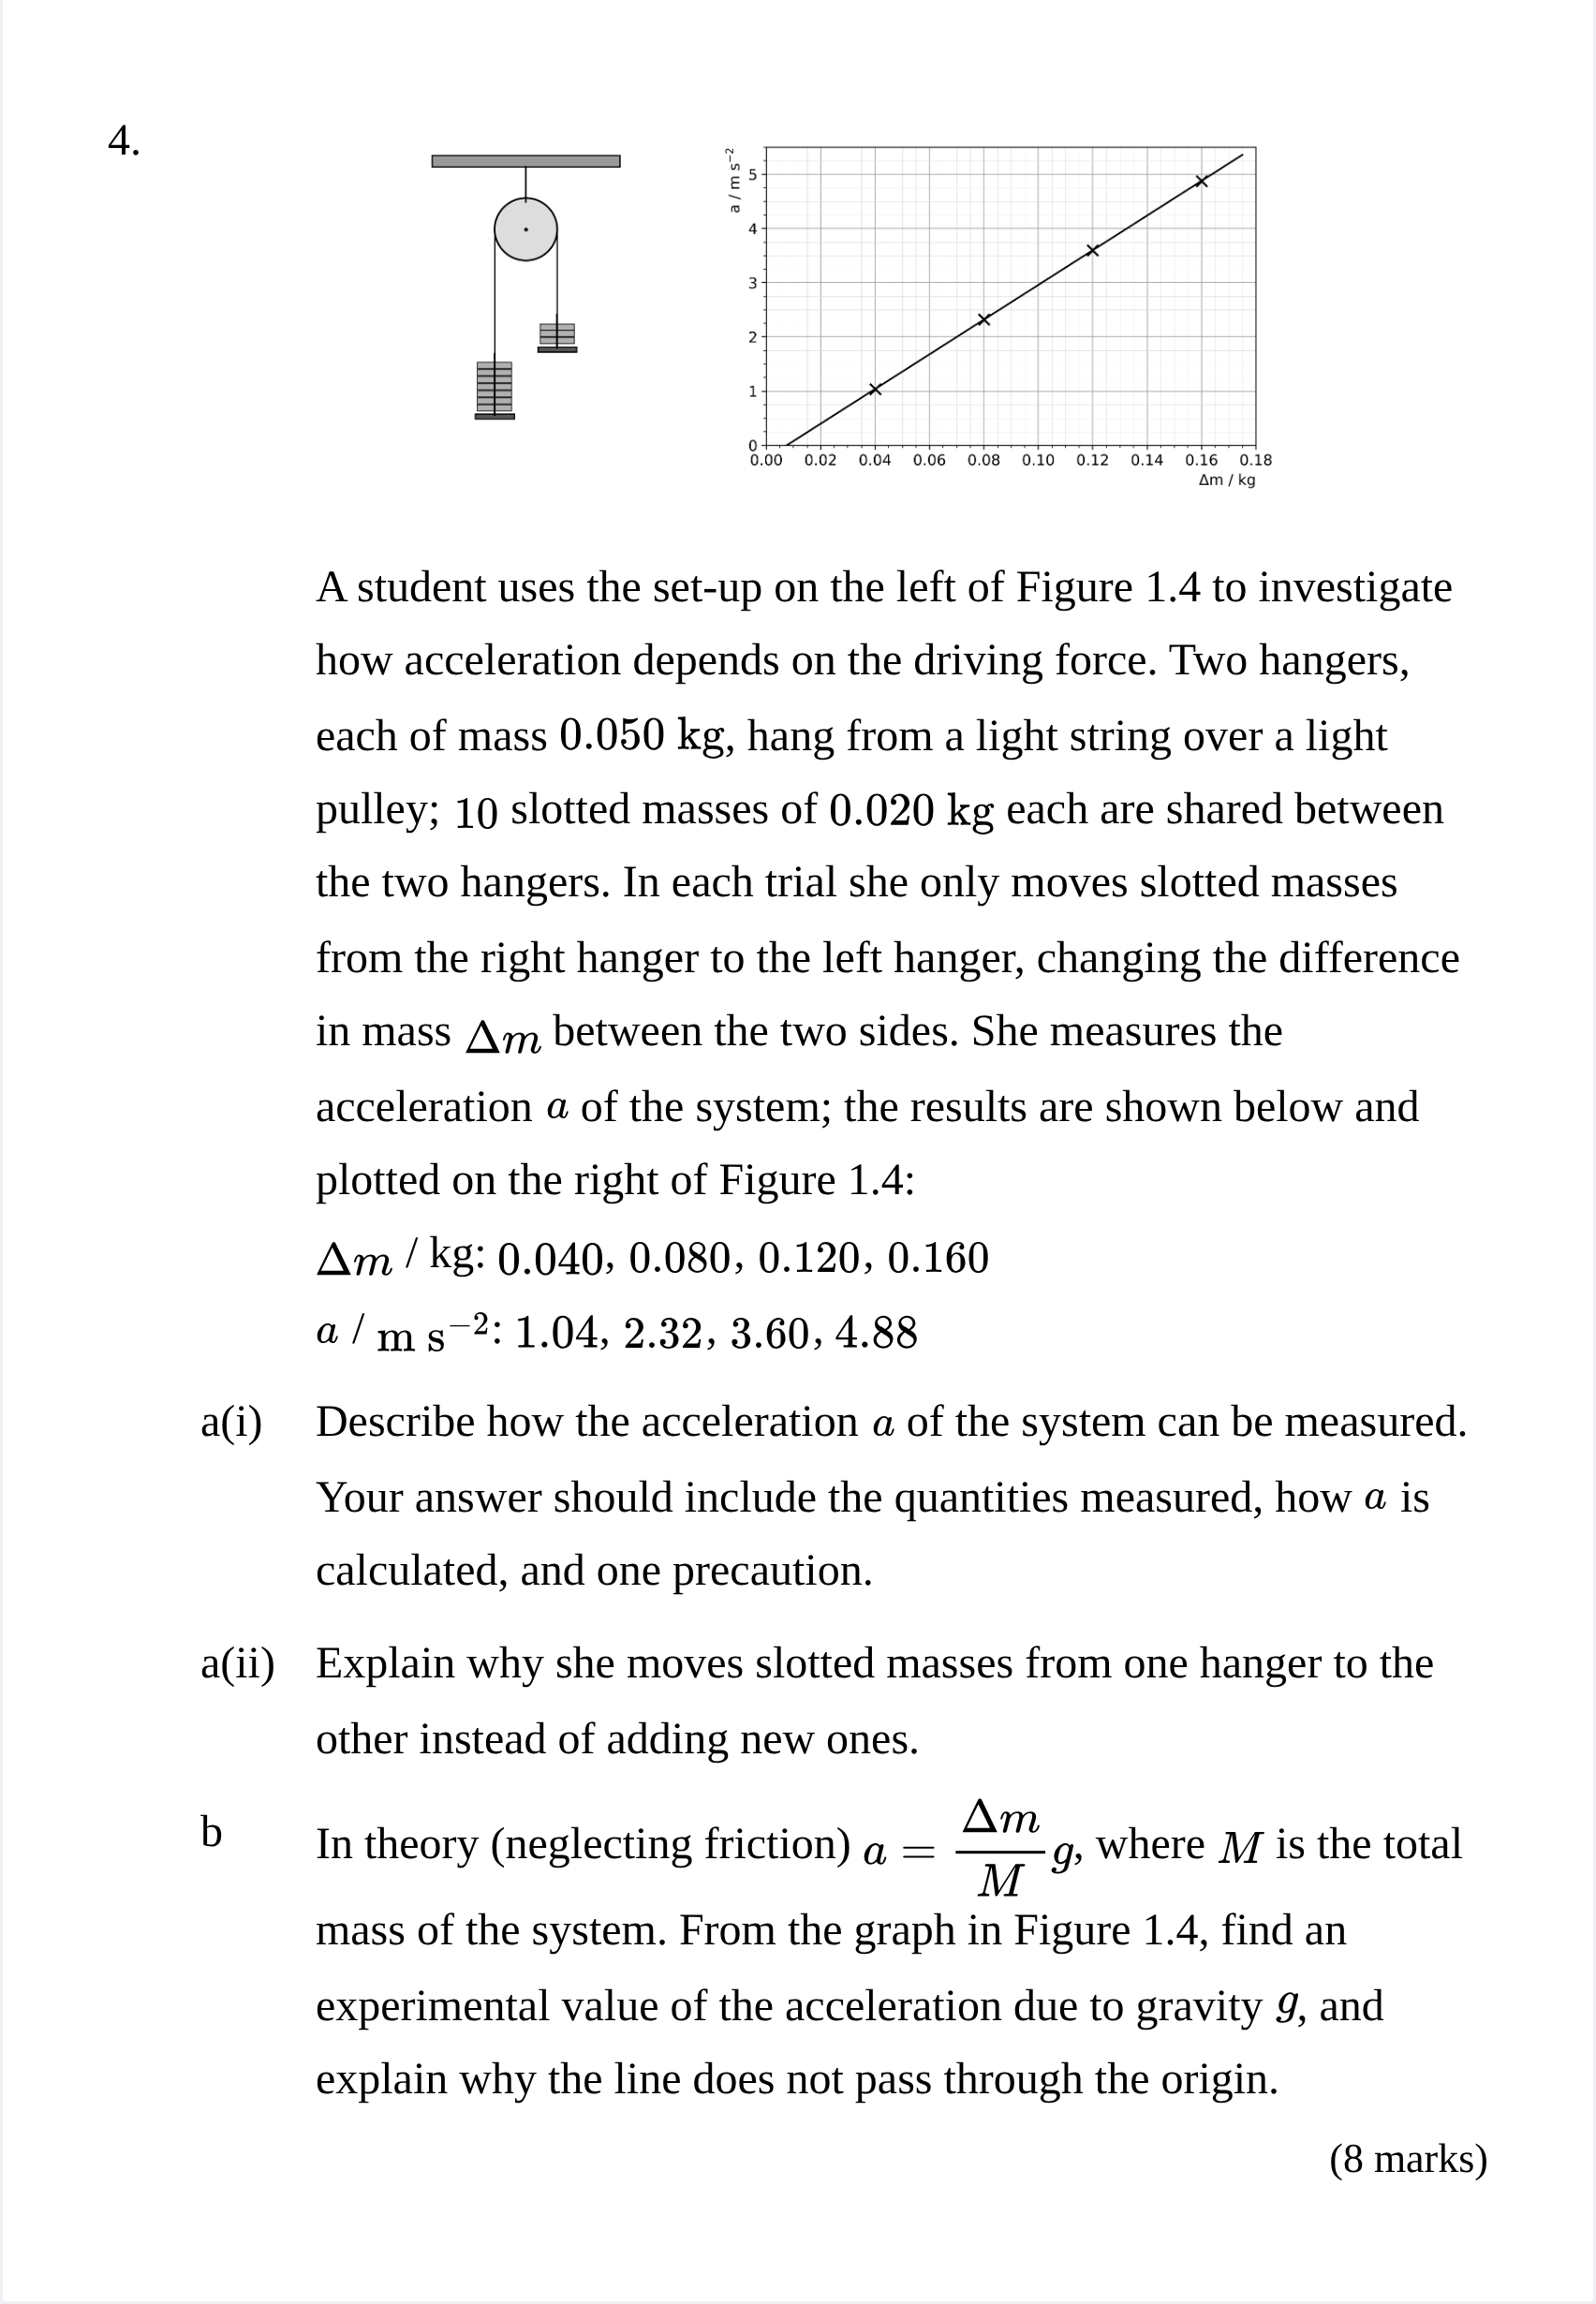 4.
a / m s⁻²
5
4
3
2
1
0
0.00 0.02 0.04 0.06 0.08 0.10 0.12 0.14 0.16 0.18
Δm / kg
A student uses the set-up on the left of Figure 1.4 to investigate
how acceleration depends on the driving force. Two hangers,
each of mass 0.050 kg, hang from a light string over a light
pulley; 10 slotted masses of 0.020 kg each are shared between
the two hangers. In each trial she only moves slotted masses
from the right hanger to the left hanger, changing the difference
in mass Δm between the two sides. She measures the
acceleration a of the system; the results are shown below and
plotted on the right of Figure 1.4:
Δm / kg: 0.040, 0.080, 0.120, 0.160
a / m s⁻²: 1.04, 2.32, 3.60, 4.88
a(i) Describe how the acceleration a of the system can be measured.
Your answer should include the quantities measured, how a is
calculated, and one precaution.
a(ii) Explain why she moves slotted masses from one hanger to the
other instead of adding new ones.
b In theory (neglecting friction) a = Δm/M g, where M is the total
mass of the system. From the graph in Figure 1.4, find an
experimental value of the acceleration due to gravity g, and
explain why the line does not pass through the origin.
(8 marks)